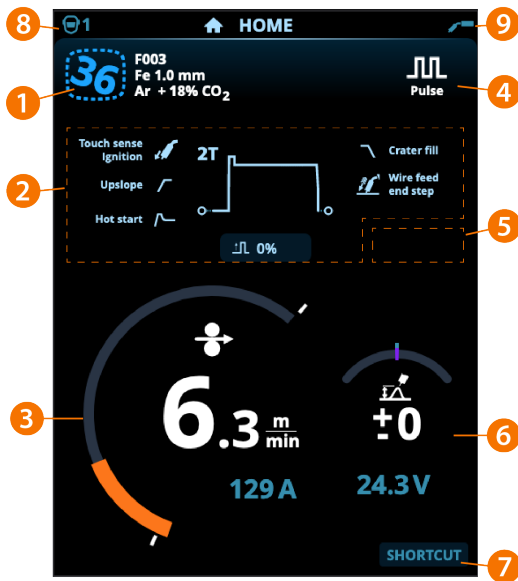 8
1
HOME
9
36
F003
Fe 1.0 mm
Ar + 18% CO2
Pulse
1
4
Touch sense
Ignition
2T
Crater fill
2
Upslope
Wire feed
end step
Hot start
5
0%
3
6.3 m/min
±0
6
129 A
24.3 V
SHORTCUT
7